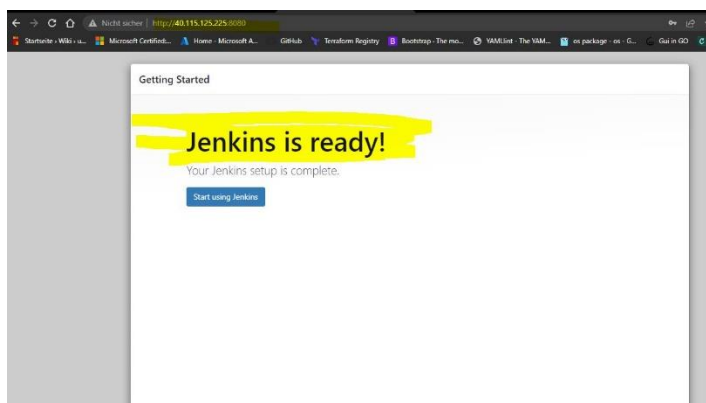 Nicht sicher | http://40.115.125.225:8080
Startseite › Wiki › u... Microsoft Certified:... Home - Microsoft A... GitHub Terraform Registry Bootstrap · The mo... YAMLlint - The YAM... os package - os - G... Gui in GO
Getting Started
Jenkins is ready!
Your Jenkins setup is complete.
Start using Jenkins